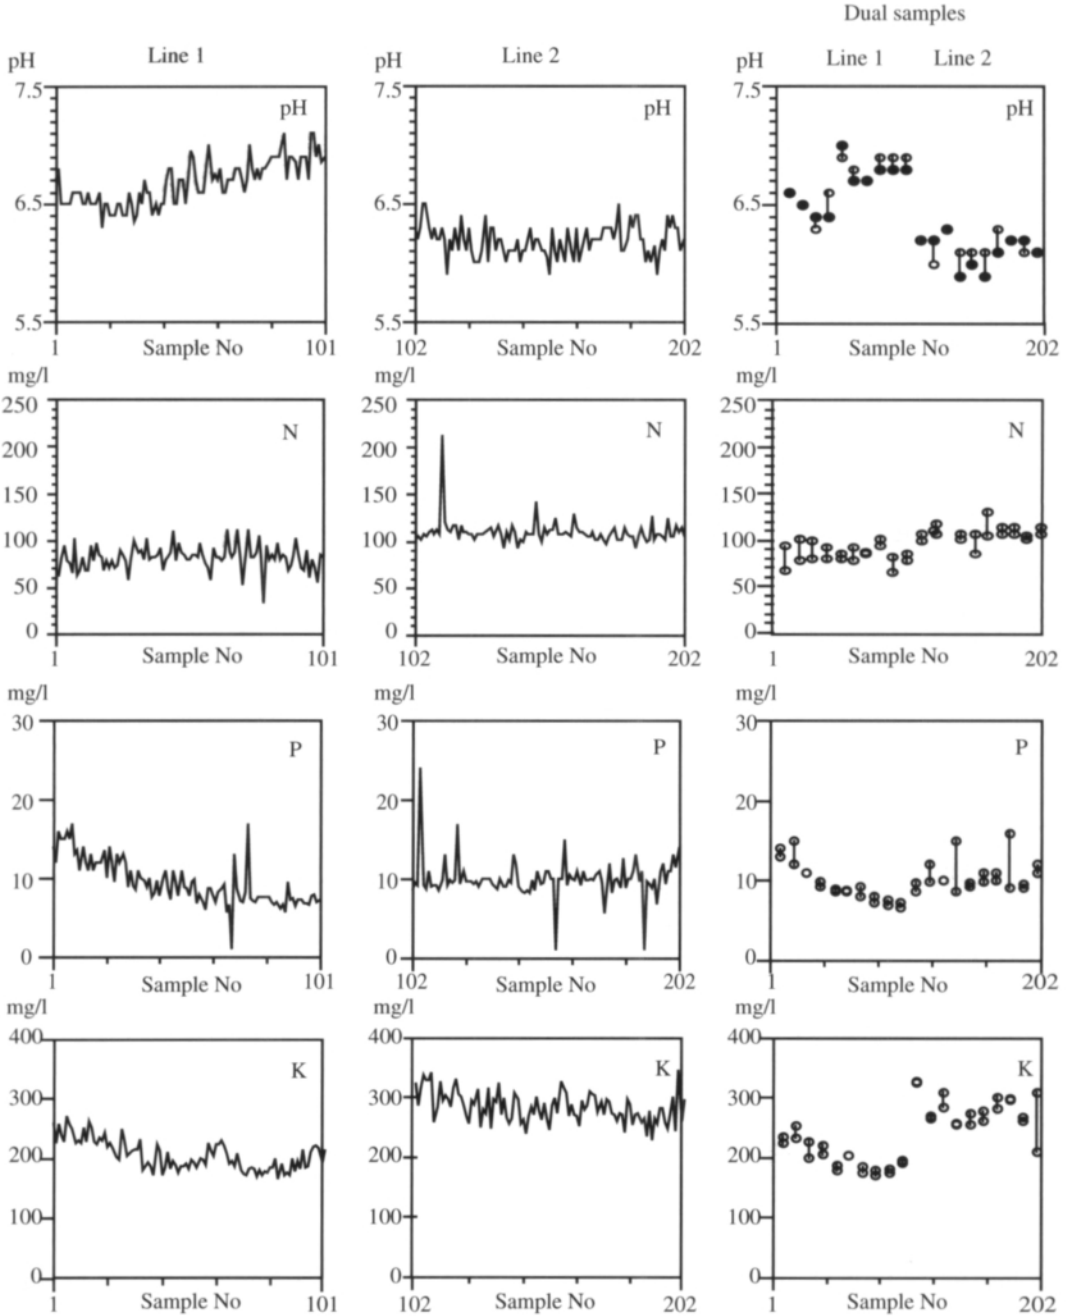 Dual samples
pH Line 1 pH Line 2 pH Line 1 Line 2
7.5 pH 7.5 pH 7.5 pH
6.5 6.5 6.5
5.5 5.5 5.5
1 Sample No 101 102 Sample No 202 1 Sample No 202
mg/l mg/l mg/l
250 N 250 N 250 N
200 200 200
150 150 150
100 100 100
50 50 50
0 0 0
1 Sample No 101 102 Sample No 202 1 Sample No 202
mg/l mg/l mg/l
30 P 30 P 30 P
20 20 20
10 10 10
0 0 0
1 Sample No 101 102 Sample No 202 1 Sample No 202
mg/l mg/l mg/l
400 K 400 K 400 K
300 300 300
200 200 200
100 100 100
0 0 0
1 Sample No 101 102 Sample No 202 1 Sample No 202